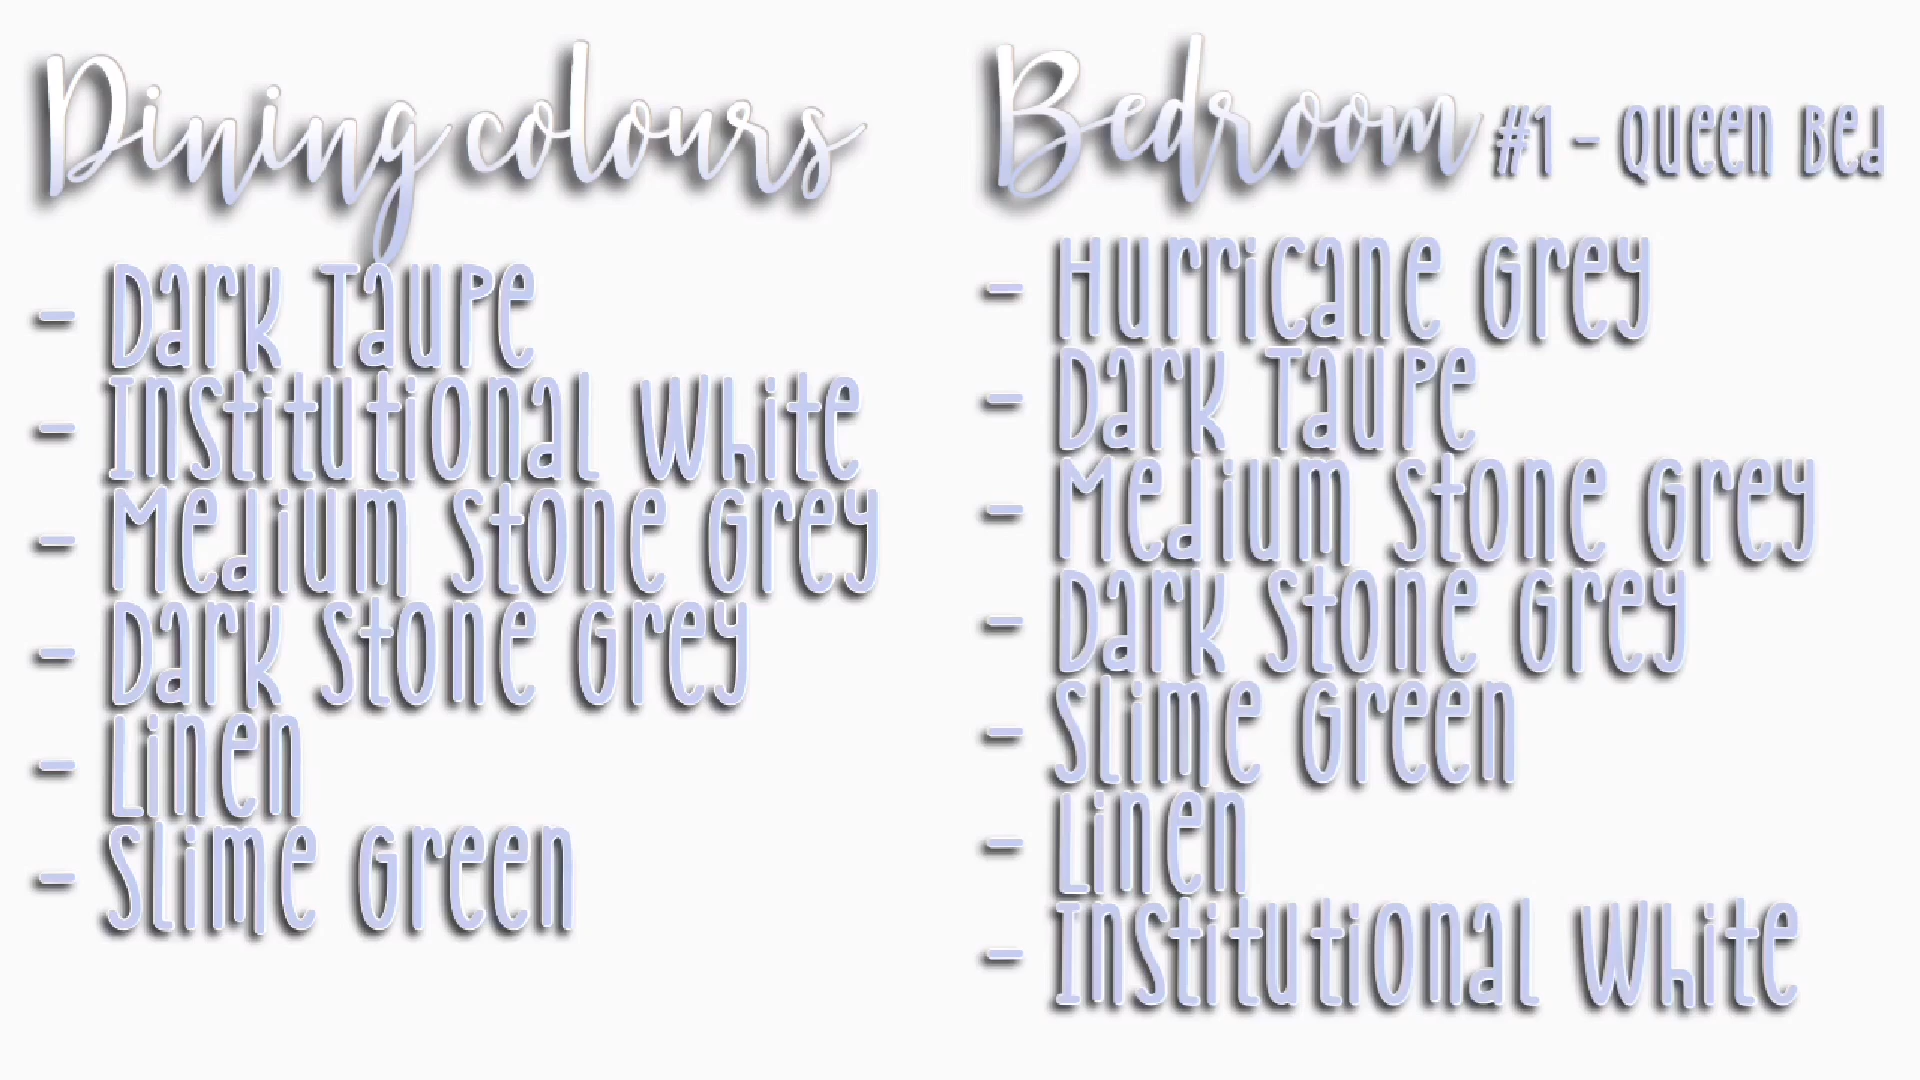 Dining colours
- Dark Taupe
- Institutional White
- Medium Stone Grey
- Dark Stone Grey
- Linen
- Slime Green
Bedroom #1 - Queen Bed
- Hurricane Grey
- Dark Taupe
- Medium Stone Grey
- Dark Stone Grey
- Slime Green
- Linen
- Institutional White